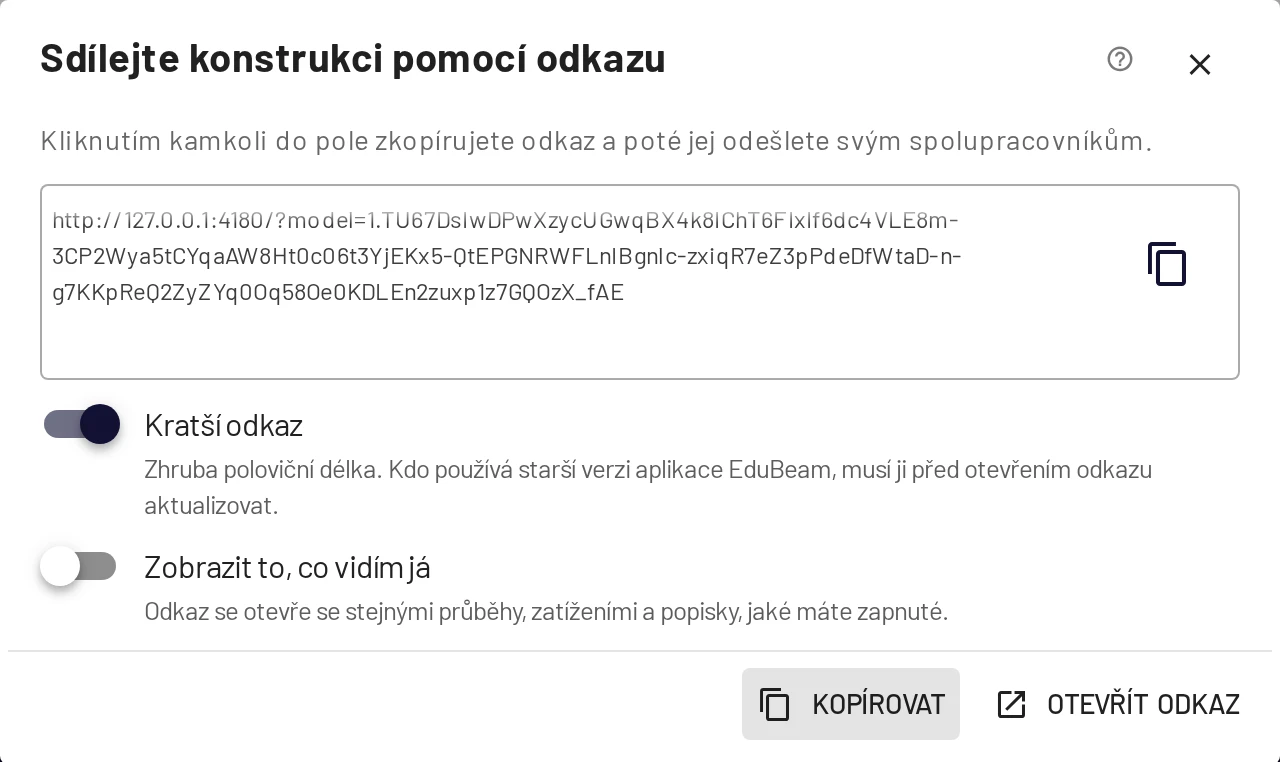 Sdílejte konstrukci pomocí odkazu
Kliknutím kamkoli do pole zkopírujete odkaz a poté jej odešlete svým spolupracovníkům.
http://127.0.0.1:4180/?model=1.TU67DsIwDPwXzycUGwqBX4k8IChT6FIxIf6dc4VLE8m-
3CP2Wya5tCYqaAW8Ht0c06t3YjEKx5-QtEPGNRWFLnIBgnIc-zxiqR7eZ3pPdeDfWtaD-n-
g7KKpReQ2ZyZYq0Oq58Oe0KDLEn2zuxp1z7GQOzX_fAE
Kratší odkaz
Zhruba poloviční délka. Kdo používá starší verzi aplikace EduBeam, musí ji před otevřením odkazu
aktualizovat.
Zobrazit to, co vidím já
Odkaz se otevře se stejnými průběhy, zatíženími a popisky, jaké máte zapnuté.
KOPÍROVAT
OTEVŘÍT ODKAZ